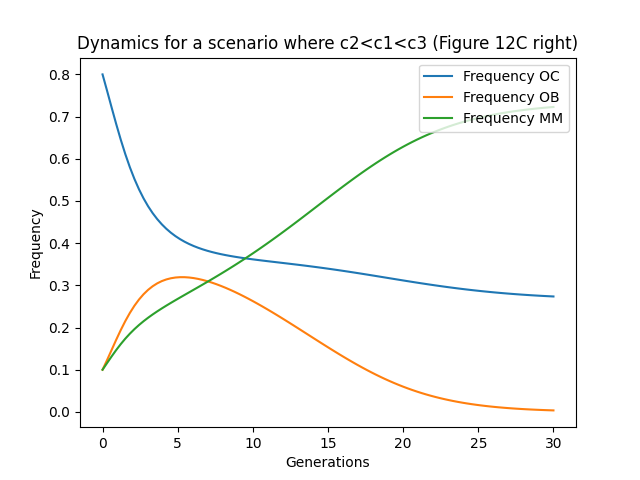 Dynamics for a scenario where c2<c1<c3 (Figure 12C right)
Frequency OC
Frequency OB
Frequency MM
0.8
0.7
0.6
0.5
0.4
0.3
0.2
0.1
0.0
Frequency
0 5 10 15 20 25 30
Generations